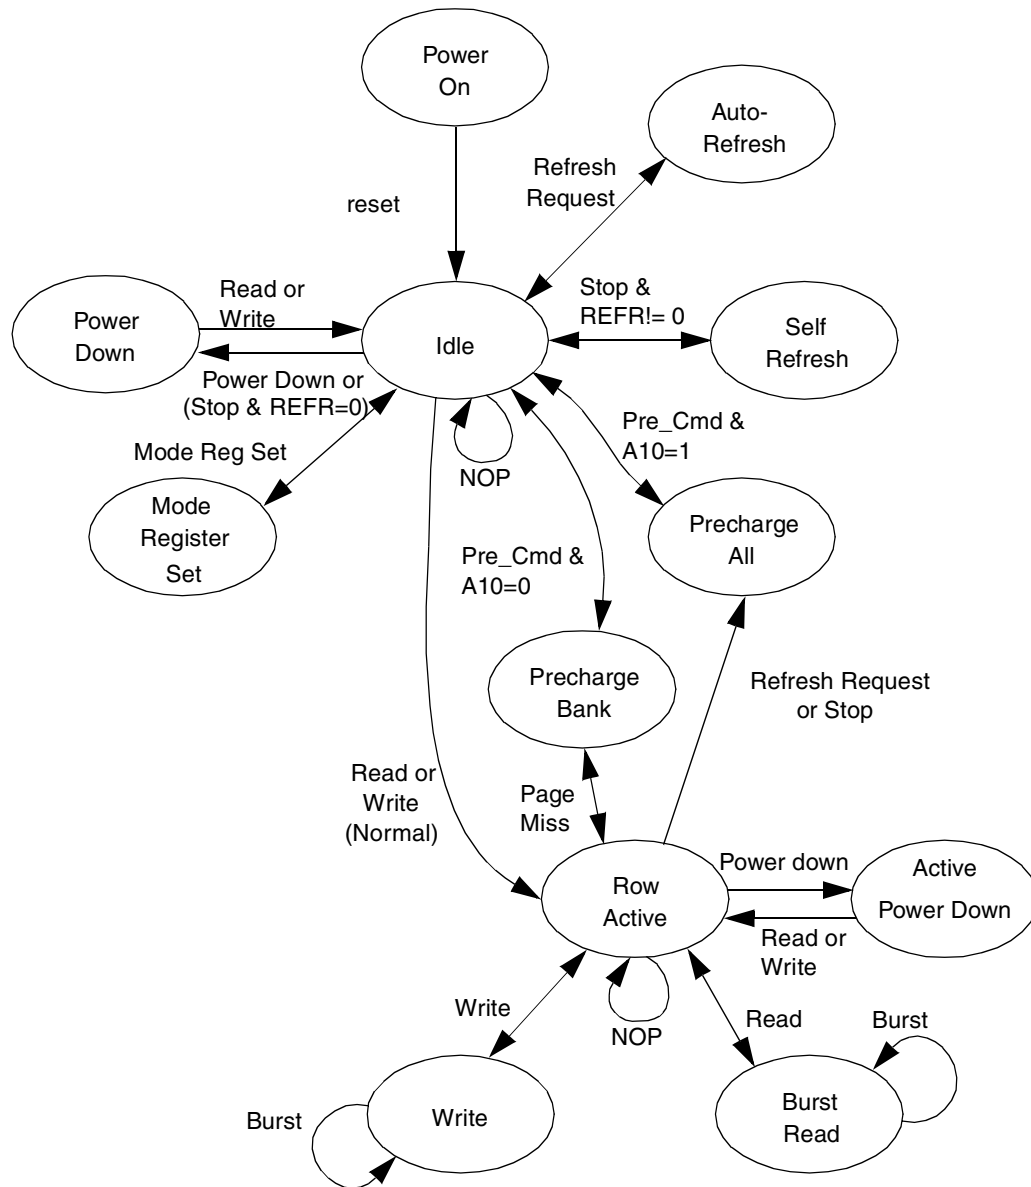 Power
On
Auto-
Refresh
Refresh
Request
reset
Stop &
REFR!= 0
Read or
Write
Power
Down
Idle
Self
Refresh
Power Down or
(Stop & REFR=0)
Pre_Cmd &
A10=1
Mode Reg Set
NOP
Mode
Register
Set
Precharge
All
Pre_Cmd &
A10=0
Precharge
Bank
Refresh Request
or Stop
Read or
Write
(Normal)
Page
Miss
Power down
Row
Active
Active
Power Down
Read or
Write
Write
NOP
Read
Burst
Burst
Write
Burst
Read